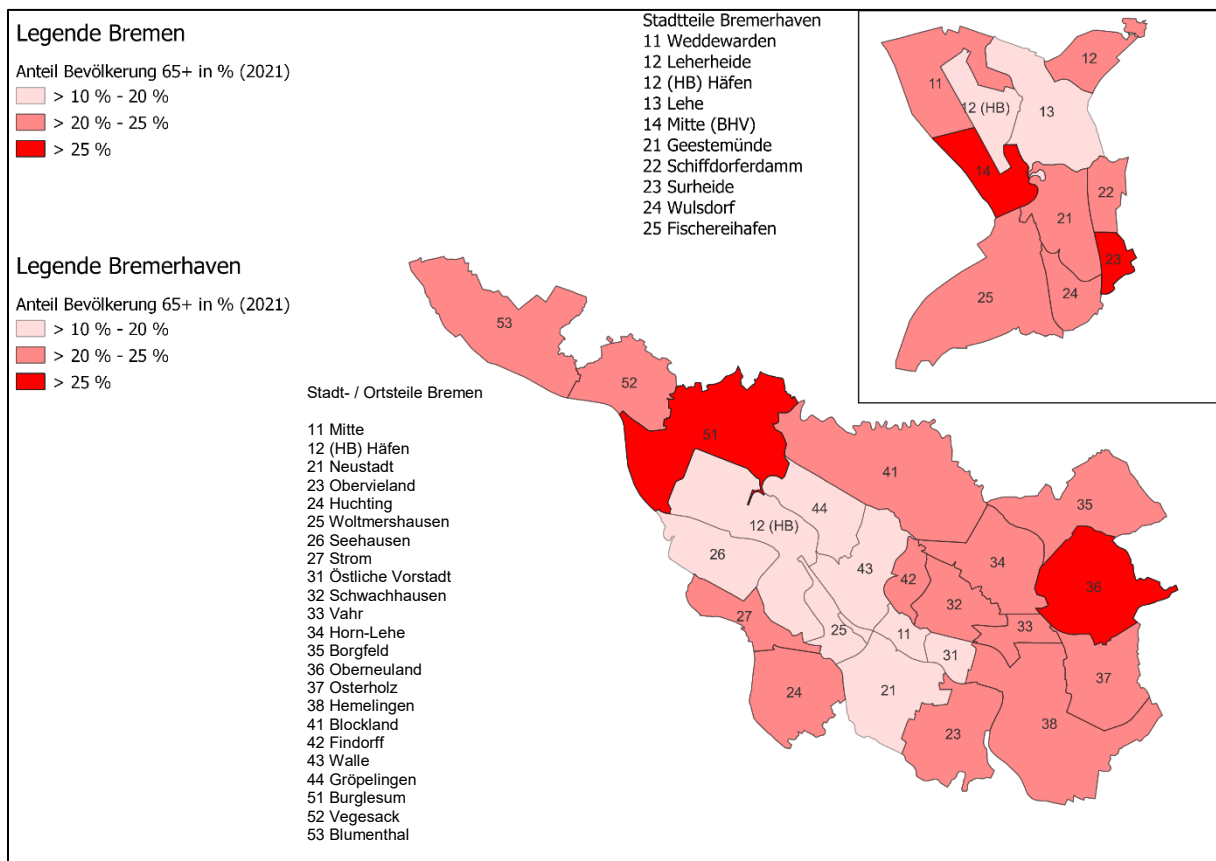 Legende Bremen
Anteil Bevölkerung 65+ in % (2021)
> 10 % - 20 %
> 20 % - 25 %
> 25 %
Legende Bremerhaven
Anteil Bevölkerung 65+ in % (2021)
> 10 % - 20 %
> 20 % - 25 %
> 25 %
Stadtteile Bremerhaven
11 Weddewarden
12 Leherheide
12 (HB) Häfen
13 Lehe
14 Mitte (BHV)
21 Geestemünde
22 Schiffdorferdamm
23 Surheide
24 Wulsdorf
25 Fischereihafen
12
11
12 (HB)
13
14
22
21
23
25
24
Stadt- / Ortsteile Bremen
11 Mitte
12 (HB) Häfen
21 Neustadt
23 Obervieland
24 Huchting
25 Woltmershausen
26 Seehausen
27 Strom
31 Östliche Vorstadt
32 Schwachhausen
33 Vahr
34 Horn-Lehe
35 Borgfeld
36 Oberneuland
37 Osterholz
38 Hemelingen
41 Blockland
42 Findorff
43 Walle
44 Gröpelingen
51 Burglesum
52 Vegesack
53 Blumenthal
53
52
51
41
35
44
12 (HB)
26
43
34
42
36
32
27
25
33
11
31
37
24
21
38
23